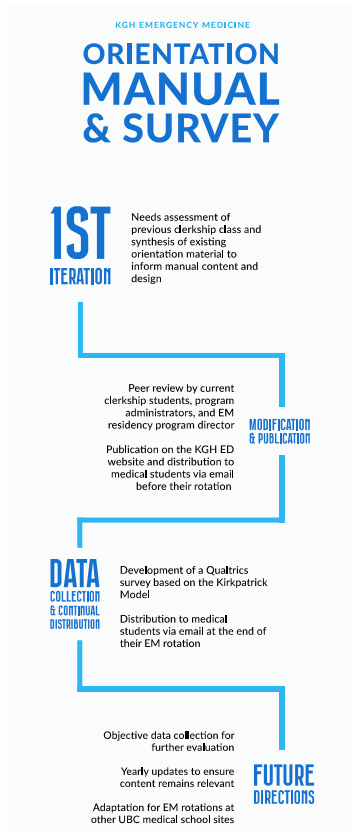 KGH EMERGENCY MEDICINE
ORIENTATION
MANUAL
& SURVEY
1ST
ITERATION
Needs assessment of
previous clerkship class and
synthesis of existing
orientation material to
inform manual content and
design
Peer review by current
clerkship students, program
administrators, and EM
residency program director
Publication on the KGH ED
website and distribution to
medical students via email
before their rotation
MODIFICATION
& PUBLICATION
DATA
COLLECTION
& CONTINUAL
DISTRIBUTION
Development of a Qualtrics
survey based on the Kirkpatrick
Model
Distribution to medical
students via email at the end of
their EM rotation
Objective data collection for
further evaluation
Yearly updates to ensure
content remains relevant
Adaptation for EM rotations at
other UBC medical school sites
FUTURE
DIRECTIONS